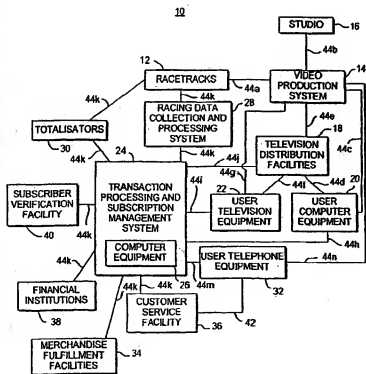 10
STUDIO
16
44b
12
RACETRACKS
44a
VIDEO
PRODUCTION
SYSTEM
14
44k
44k
RACING DATA
COLLECTION AND
PROCESSING SYSTEM
28
44e
18
44c
TOTALISATORS
30
44k
24
44k
44j
TELEVISION
DISTRIBUTION
FACILITIES
44g
44i
22
44l
44d
20
SUBSCRIBER
VERIFICATION
FACILITY
40
44k
TRANSACTION
PROCESSING AND
SUBSCRIPTION
MANAGEMENT
SYSTEM
USER
TELEVISION
EQUIPMENT
USER
COMPUTER
EQUIPMENT
44h
COMPUTER
EQUIPMENT
26
USER TELEPHONE
EQUIPMENT
44n
32
44k
44k
44k
44m
FINANCIAL
INSTITUTIONS
38
CUSTOMER
SERVICE
FACILITY
36
42
MERCHANDISE
FULFILLMENT FACILITIES
34